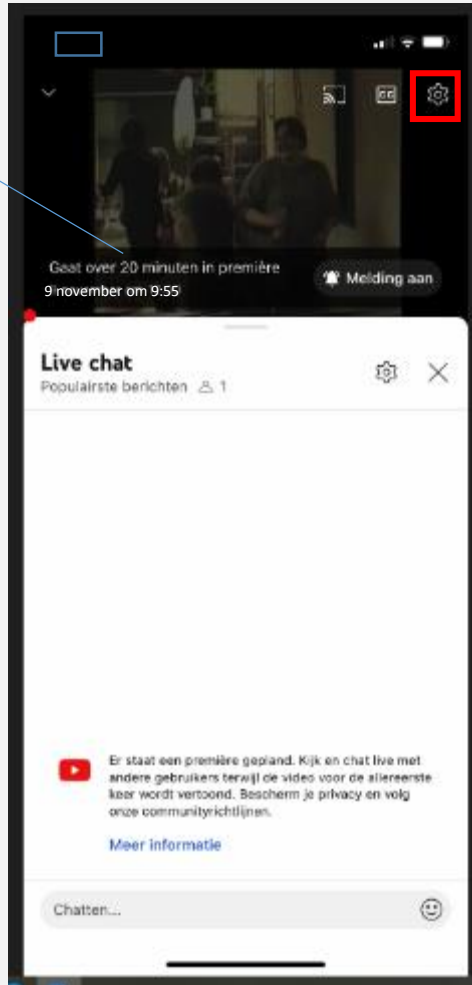 CC
Gaat over 20 minuten in première
9 november om 9:55
Melding aan
Live chat
Populairste berichten 1
Er staat een première gepland. Kijk en chat live met
andere gebruikers terwijl de video voor de allereerste
keer wordt vertoond. Bescherm je privacy en volg
onze communityrichtlijnen.
Meer informatie
Chatten...